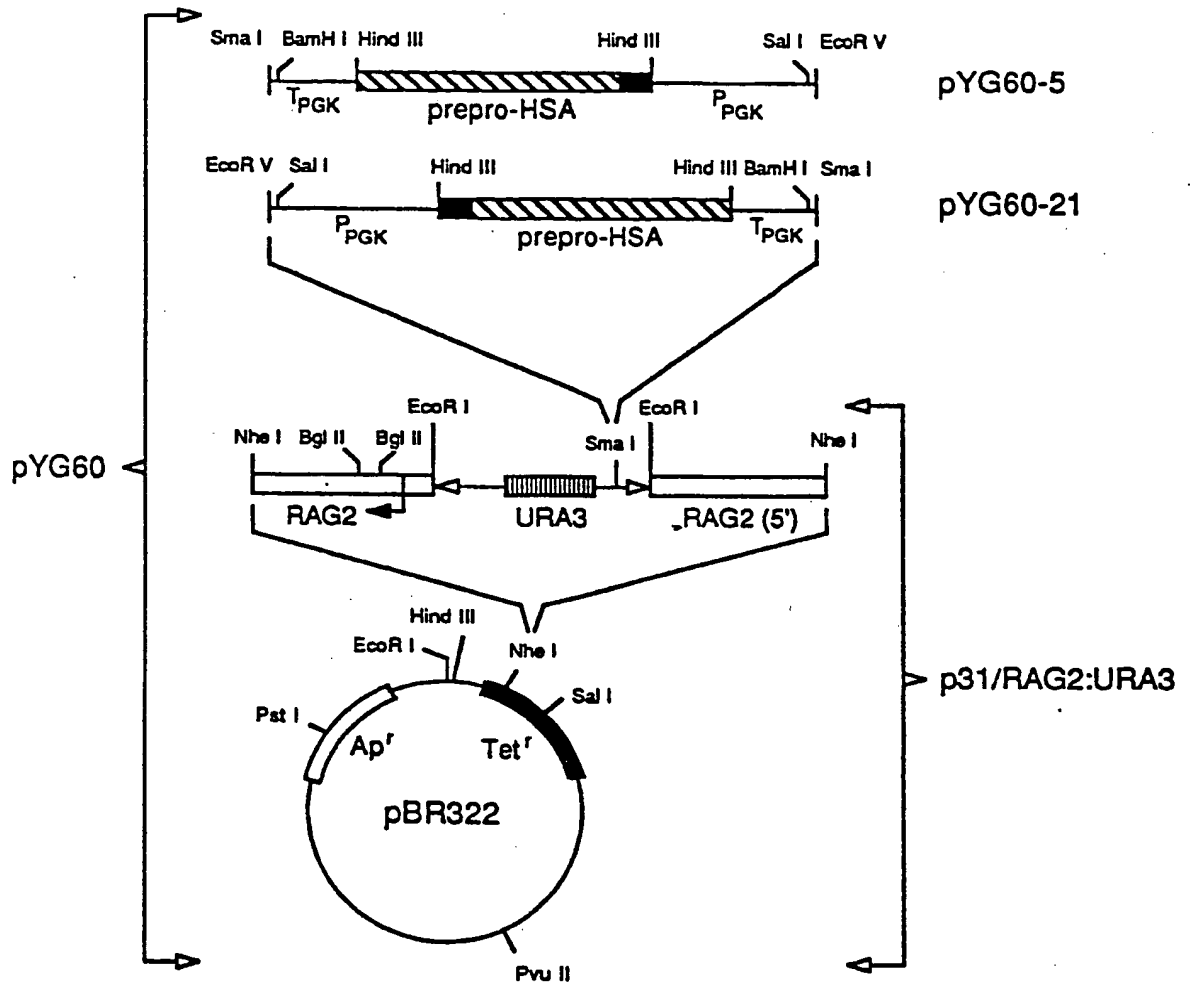 Sma I BamH I Hind III Hind III Sal I EcoR V
pYG60-5
TPGK prepro-HSA PPGK
EcoR V Sal I Hind III Hind III BamH I Sma I
pYG60-21
PPGK prepro-HSA TPGK
EcoR I EcoR I
Nhe I Bgl II Bgl II Sma I Nhe I
pYG60
RAG2 URA3 RAG2 (5')
Hind III
EcoR I Nhe I
Sal I
p31/RAG2:URA3
Pst I
Apr Tetr
pBR322
Pvu II